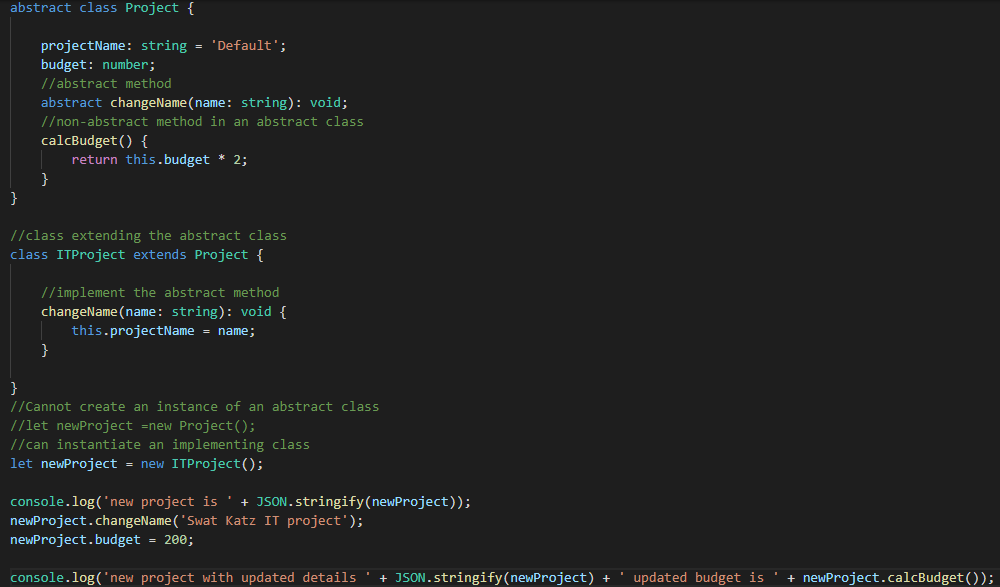 abstract class Project {
projectName: string = 'Default';
budget: number;
//abstract method
abstract changeName(name: string): void;
//non-abstract method in an abstract class
calcBudget() {
return this.budget * 2;
}
}
//class extending the abstract class
class ITProject extends Project {
//implement the abstract method
changeName(name: string): void {
this.projectName = name;
}
}
//Cannot create an instance of an abstract class
//let newProject =new Project();
//can instantiate an implementing class
let newProject = new ITProject();
console.log('new project is ' + JSON.stringify(newProject));
newProject.changeName('Swat Katz IT project');
newProject.budget = 200;
console.log('new project with updated details ' + JSON.stringify(newProject) + ' updated budget is ' + newProject.calcBudget());